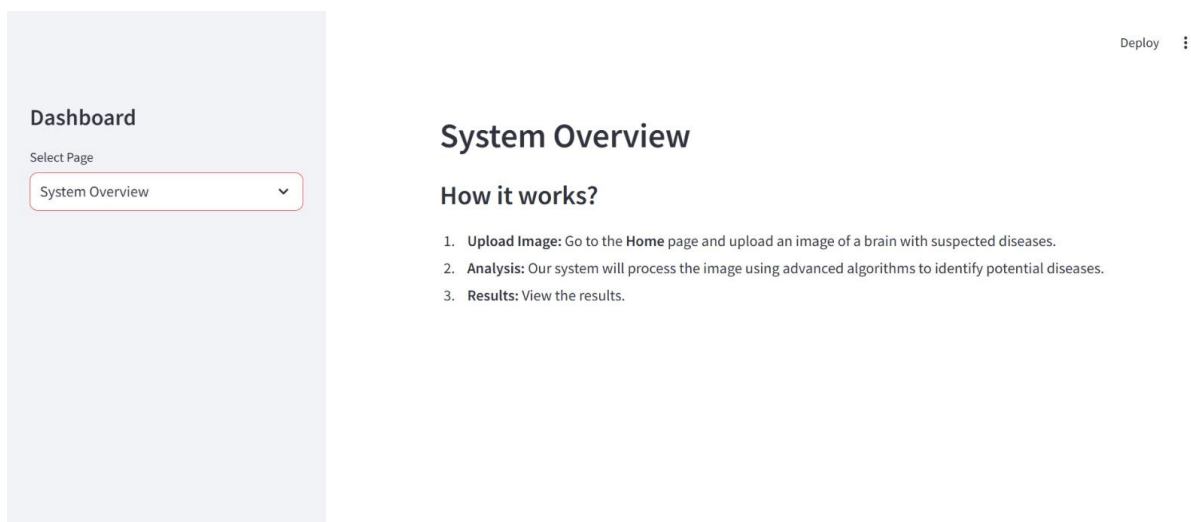 Deploy
Dashboard
Select Page
System Overview
System Overview
How it works?
1. Upload Image: Go to the Home page and upload an image of a brain with suspected diseases.
2. Analysis: Our system will process the image using advanced algorithms to identify potential diseases.
3. Results: View the results.